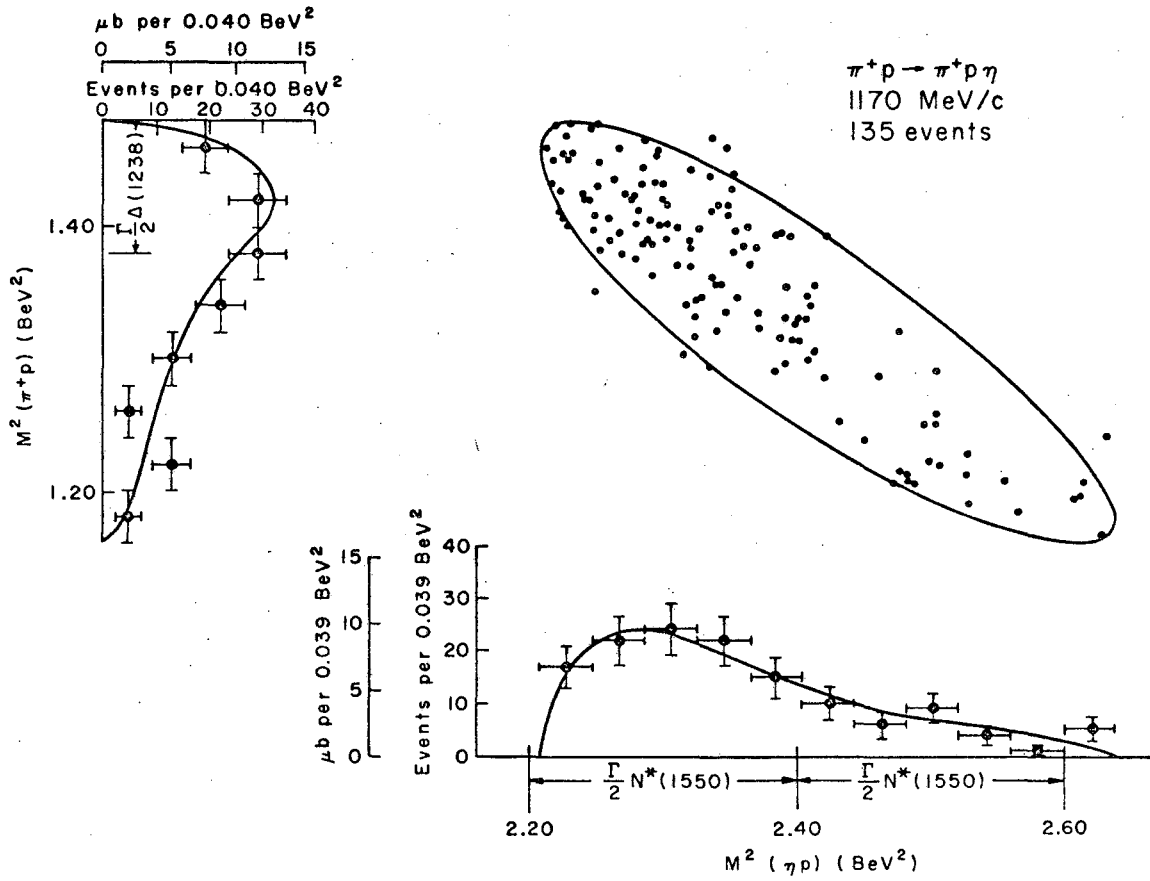 μb per 0.040 BeV²
0 5 10 15
Events per 0.040 BeV²
0 10 20 30 40
π⁺p → π⁺pη
1170 MeV/c
135 events
Γ/2 Δ(1238)
1.40
1.20
M² (π⁺p) (BeV²)
μb per 0.039 BeV²
15
10
5
0
Events per 0.039 BeV²
40
30
20
10
0
Γ/2 N*(1550)
Γ/2 N*(1550)
2.20 2.40 2.60
M² (ηp) (BeV²)